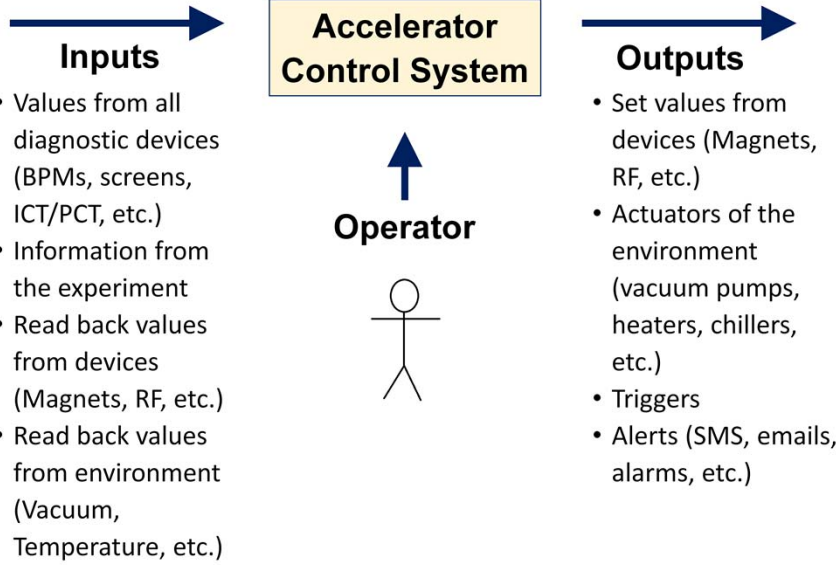 Inputs
• Values from all
diagnostic devices
(BPMs, screens,
ICT/PCT, etc.)
• Information from
the experiment
• Read back values
from devices
(Magnets, RF, etc.)
• Read back values
from environment
(Vacuum,
Temperature, etc.)
Accelerator
Control System
Operator
Outputs
• Set values from
devices (Magnets,
RF, etc.)
• Actuators of the
environment
(vacuum pumps,
heaters, chillers,
etc.)
• Triggers
• Alerts (SMS, emails,
alarms, etc.)